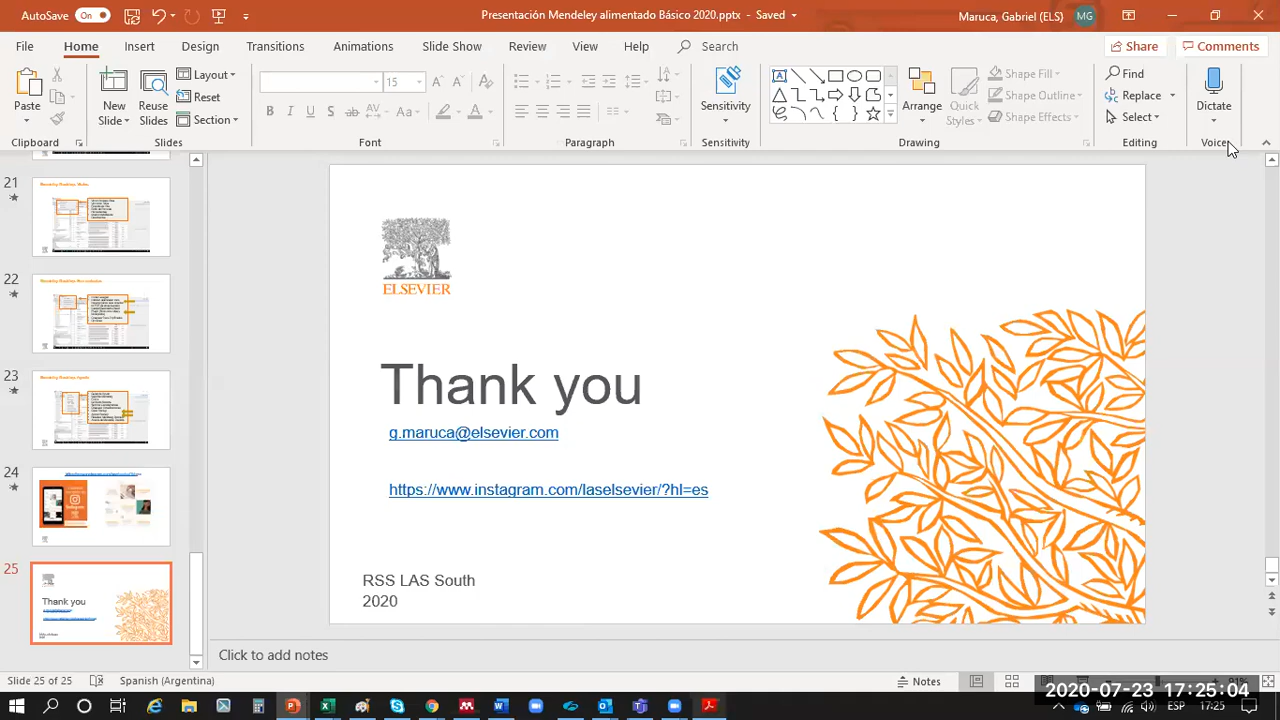 AutoSave On
Presentación Mendeley alimentado Básico 2020.pptx - Saved
Maruca, Gabriel (ELS) MG
File Home Insert Design Transitions Animations Slide Show Review View Help Search
Share Comments
Paste
New Slide
Reuse Slides
Layout
Reset
Section
15
Sensitivity
Arrange
Quick Styles
Shape Fill
Shape Outline
Shape Effects
Find
Replace
Select
Dictate
Clipboard Slides Font Paragraph Sensitivity Drawing Editing Voice
21
22
23
24
25
Thank you
ELSEVIER
Thank you
g.maruca@elsevier.com
https://www.instagram.com/laselsevier/?hl=es
RSS LAS South
2020
Click to add notes
Slide 25 of 25 Spanish (Argentina) Notes
2020-07-23 17:25:04
ESP 17:25